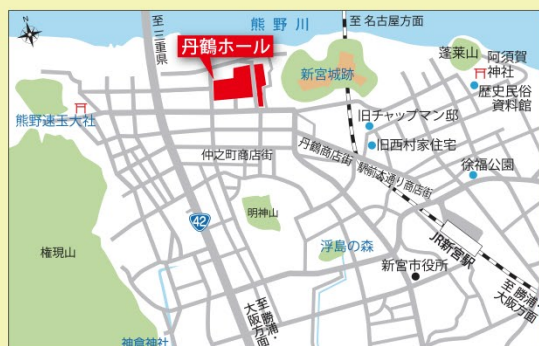 至 三重県
熊野川
至 名古屋方面
丹鶴ホール
新宮城跡
蓬莱山
阿須賀
神社
歴史民俗
資料館
熊野速玉大社
旧チャップマン邸
旧西村家住宅
仲之町商店街
丹鶴商店街
駅前本通り商店街
徐福公園
42
明神山
浮島の森
JR新宮駅
権現山
新宮市役所
至 勝浦・
大阪方面
至 勝浦・
大阪方面
神倉神社